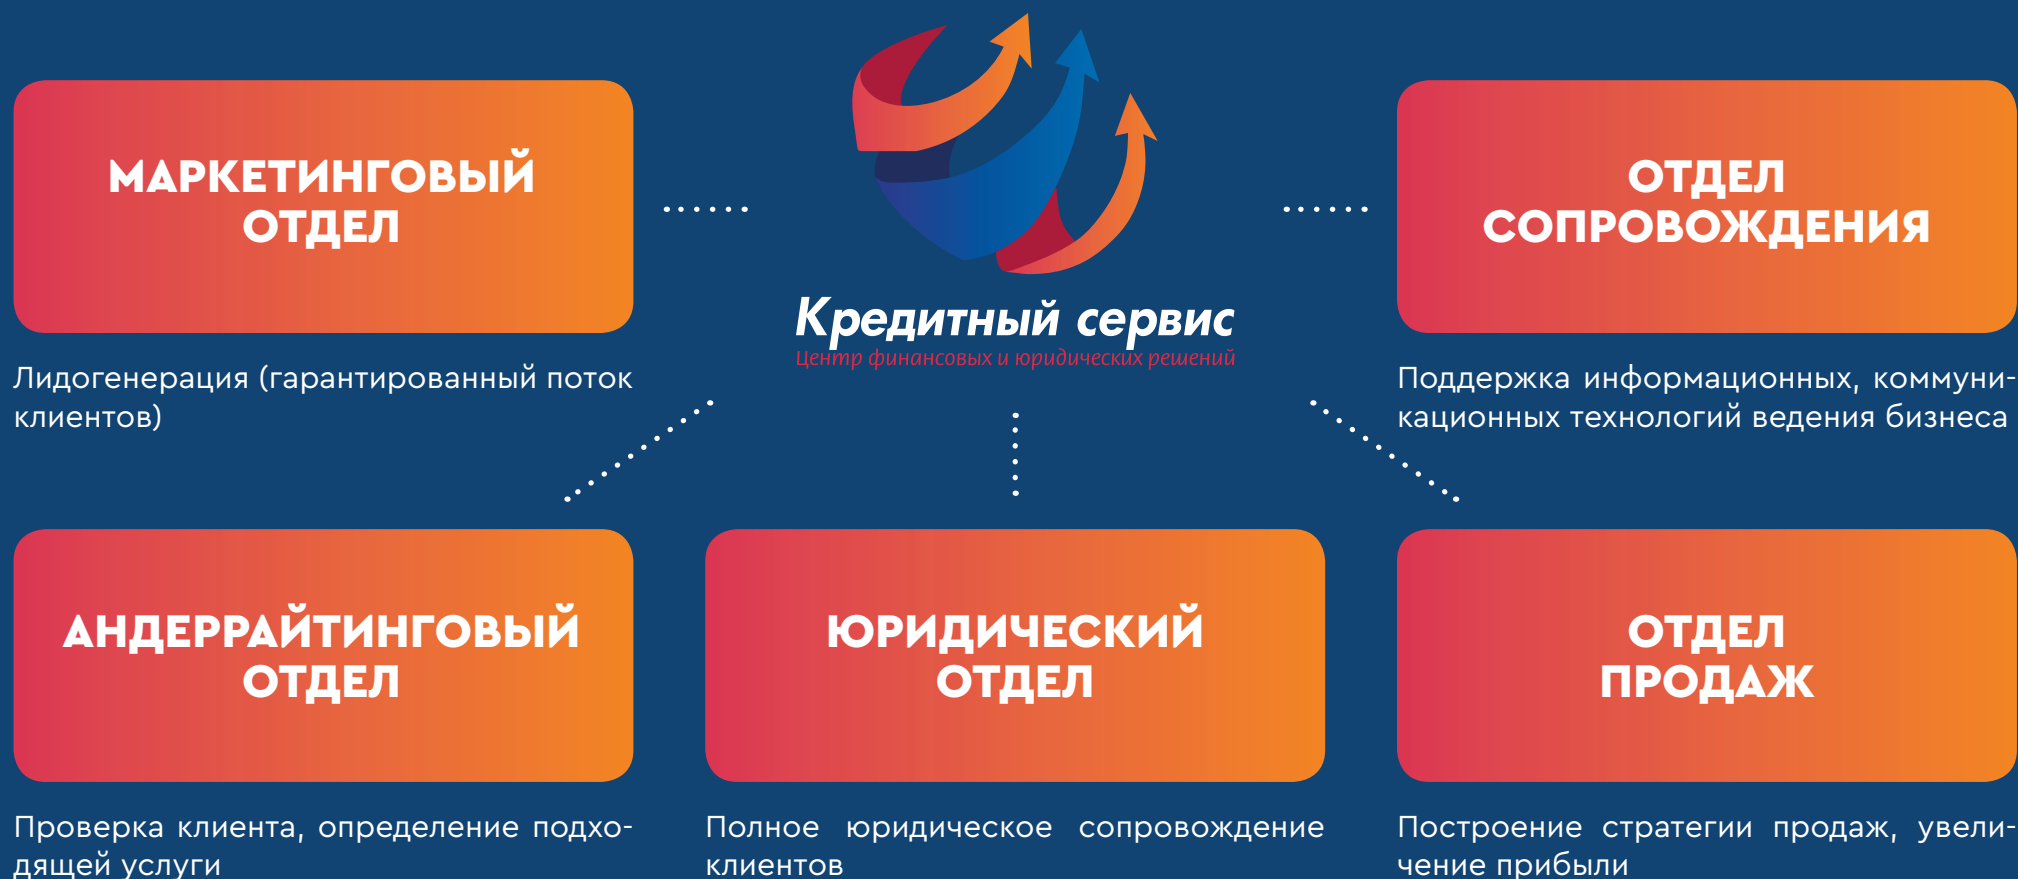 МАРКЕТИНГОВЫЙ
ОТДЕЛ
Лидогенерация (гарантированный поток
клиентов)
Кредитный сервис
Центр финансовых и юридических решений
ОТДЕЛ
СОПРОВОЖДЕНИЯ
Поддержка информационных, коммуни-
кационных технологий ведения бизнеса
АНДЕРРАЙТИНГОВЫЙ
ОТДЕЛ
Проверка клиента, определение подхо-
дящей услуги
ЮРИДИЧЕСКИЙ
ОТДЕЛ
Полное юридическое сопровождение
клиентов
ОТДЕЛ
ПРОДАЖ
Построение стратегии продаж, увели-
чение прибыли